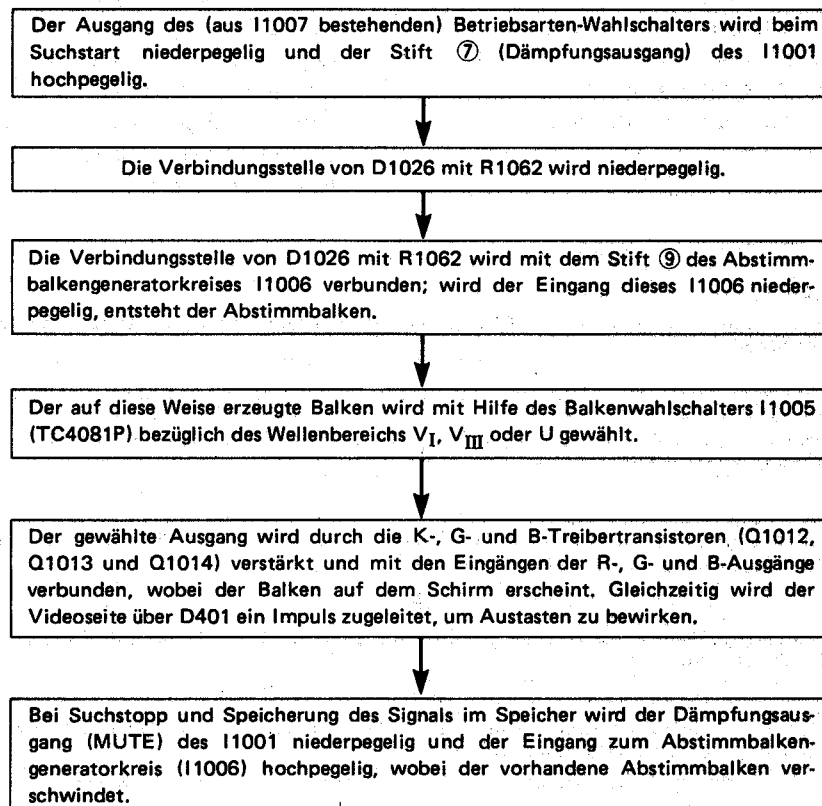 Der Ausgang des (aus I1007 bestehenden) Betriebsarten-Wahlschalters wird beim
Suchstart niederpegelig und der Stift ⑦ (Dämpfungsausgang) des I1001
hochpegelig.
Die Verbindungsstelle von D1026 mit R1062 wird niederpegelig.
Die Verbindungsstelle von D1026 mit R1062 wird mit dem Stift ⑨ des Abstimm-
balkengeneratorkreises I1006 verbunden; wird der Eingang dieses I1006 nieder-
pegelig, entsteht der Abstimmbalken.
Der auf diese Weise erzeugte Balken wird mit Hilfe des Balkenwahlschalters I1005
(TC4081P) bezüglich des Wellenbereichs VI, VIII oder U gewählt.
Der gewählte Ausgang wird durch die K-, G- und B-Treibertransistoren (Q1012,
Q1013 und Q1014) verstärkt und mit den Eingängen der R-, G- und B-Ausgänge
verbunden, wobei der Balken auf dem Schirm erscheint. Gleichzeitig wird der
Videoseite über D401 ein Impuls zugeleitet, um Austasten zu bewirken.
Bei Suchstopp und Speicherung des Signals im Speicher wird der Dämpfungsaus-
gang (MUTE) des I1001 niederpegelig und der Eingang zum Abstimmbalken-
generatorkreis (I1006) hochpegelig, wobei der vorhandene Abstimmbalken ver-
schwindet.